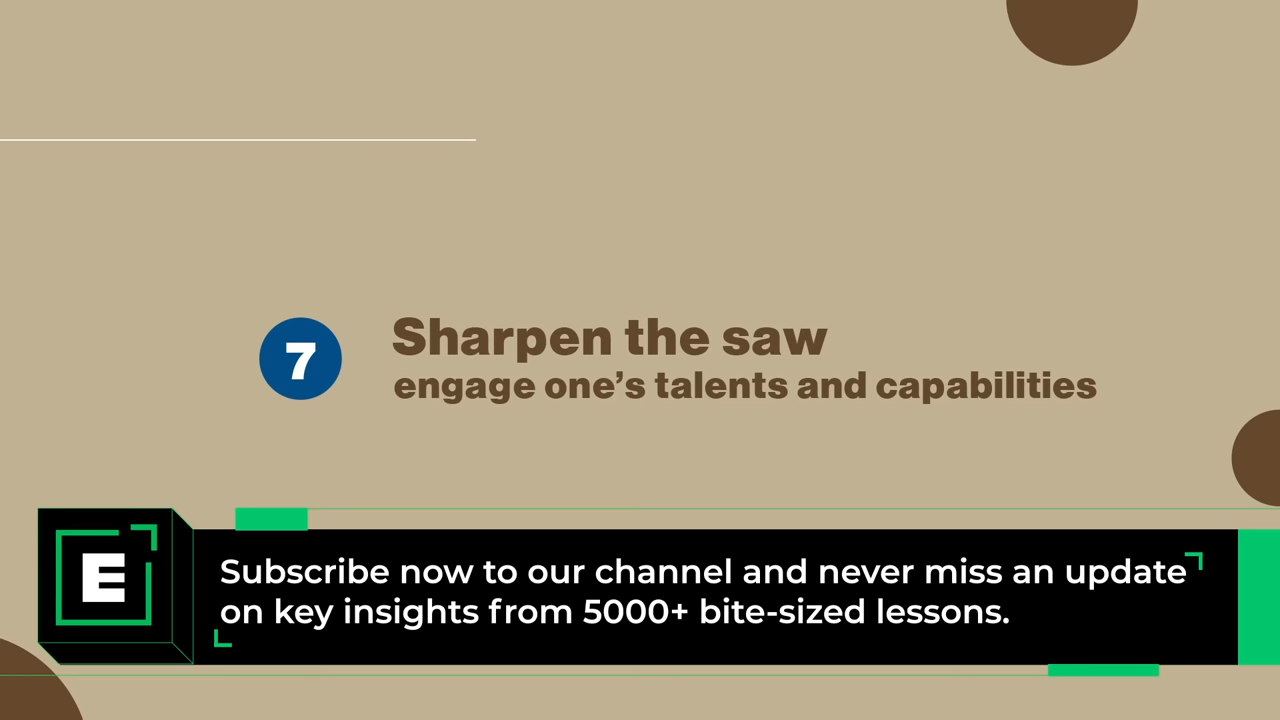 7
Sharpen the saw
engage one’s talents and capabilities
E
Subscribe now to our channel and never miss an update
on key insights from 5000+ bite-sized lessons.